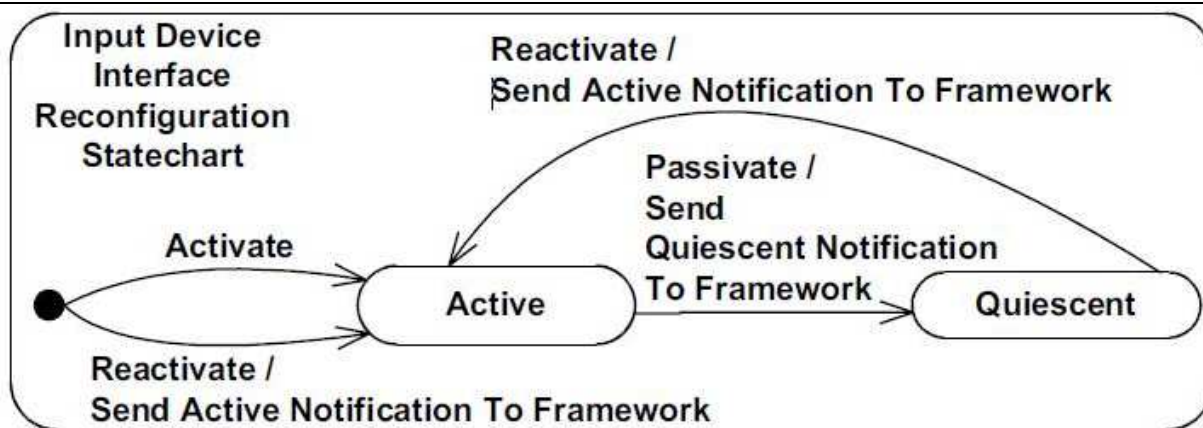 Input Device
Interface
Reconfiguration
Statechart
Reactivate /
Send Active Notification To Framework
Passivate /
Send
Quiescent Notification
To Framework
Activate
Active
Quiescent
Reactivate /
Send Active Notification To Framework